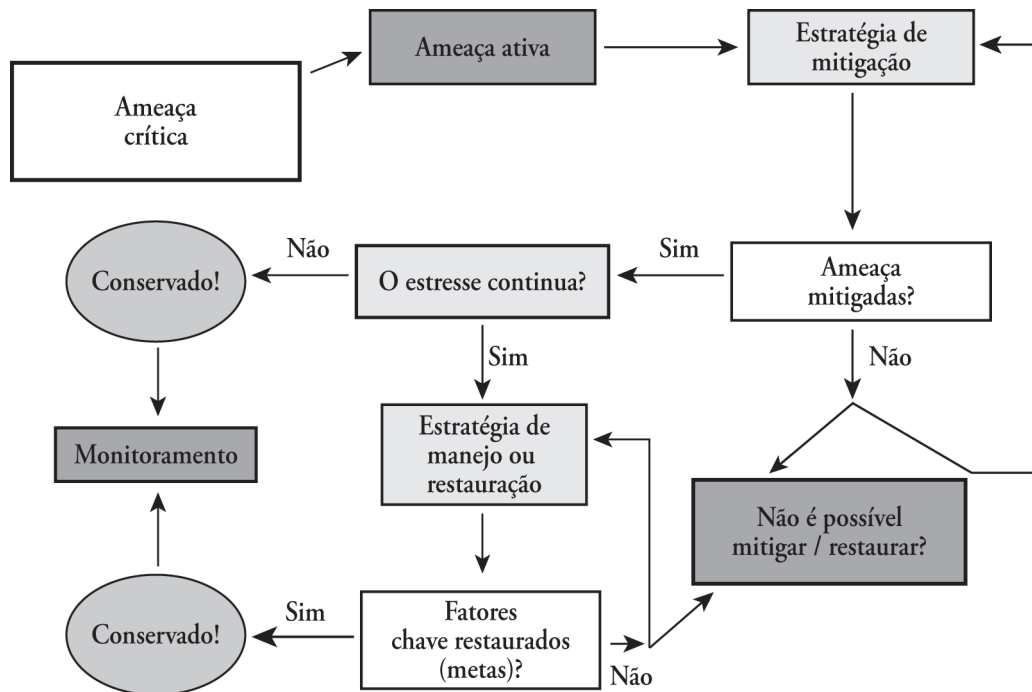 Ameaça ativa
Estratégia de
mitigação
Ameaça
crítica
Conservado!
Não
O estresse continua?
Sim
Ameaça
mitigadas?
Sim
Não
Monitoramento
Estratégia de
manejo ou
restauração
Não é possível
mitigar / restaurar?
Conservado!
Sim
Fatores
chave restaurados
(metas)?
Não